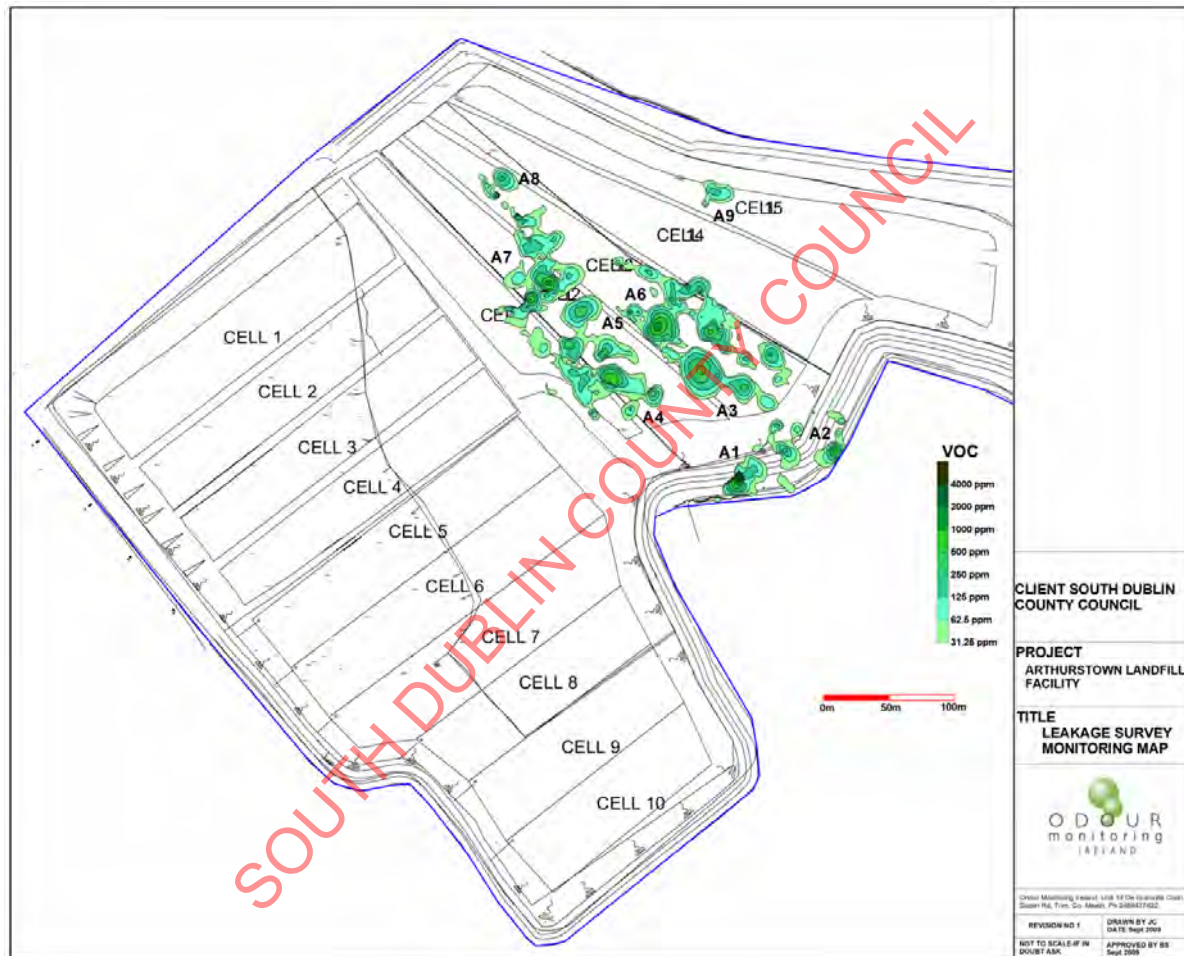 A8
CELL 15
A9
CELL 14
A7
A6
A5
CELL 1
CELL 2
A4
A3
CELL 3
A1
A2
CELL 4
CELL 5
CELL 6
CELL 7
CELL 8
CELL 9
CELL 10
VOC
4000 ppm
2000 ppm
1000 ppm
500 ppm
250 ppm
125 ppm
62.5 ppm
31.25 ppm
0m 50m 100m
SOUTH DUBLIN COUNTY COUNCIL
CLIENT SOUTH DUBLIN
COUNTY COUNCIL
PROJECT
ARTHURSTOWN LANDFILL
FACILITY
TITLE
LEAKAGE SURVEY
MONITORING MAP
ODOUR
monitoring
IRELAND
REVISION NO 1
DRAWN BY JC
DATE Sept 2009
NOT TO SCALE-IF IN
DOUBT ASK
APPROVED BY
Sept 2009